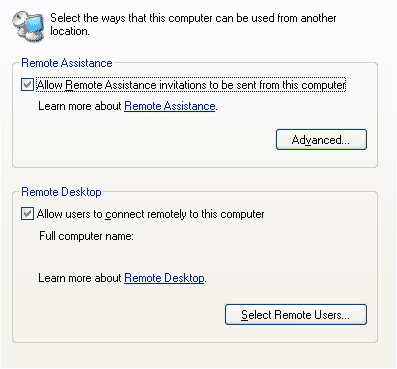 Select the ways that this computer can be used from another
location.
Remote Assistance
Allow Remote Assistance invitations to be sent from this computer
Learn more about Remote Assistance.
Advanced...
Remote Desktop
Allow users to connect remotely to this computer
Full computer name:
Learn more about Remote Desktop.
Select Remote Users...